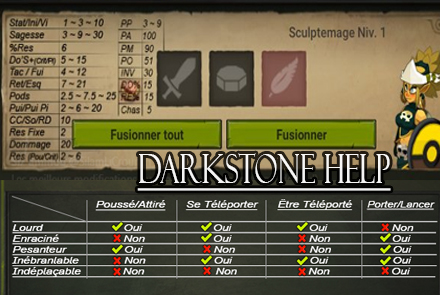 Stat/Ini/Vi 1 ~ 3 ~ 10 PP 3~ 9
Sagesse 3 ~ 9 ~ 30 PA 100
%Res 6 PM 90
Do'S+(Crit/Pi) 5 ~ 15 PO 51
Tac / Fui 4 ~ 12 INV 30
Ret/Esq 7 ~ 21 15
Pods 2.5 ~ 7.5 ~ 25 15
Pui/Pui Pi 2 ~ 6 ~ 20 Chas 5
CC/So/RD 10
Res Fixe 2
Dommage 20
Res (Pou/Crit) 2 ~ 6
Sculptemage Niv. 1
Fusionner tout Fusionner
DARKSTONE HELP
Poussé/Attiré Se Téléporter Être Téléporté Porter/Lancer
Lourd Oui Oui Oui Non
Enraciné Non Oui Non Oui
Pesanteur Oui Non Non Oui
Inébranlable Non Oui Oui Oui
Indéplaçable Non Non Non Non